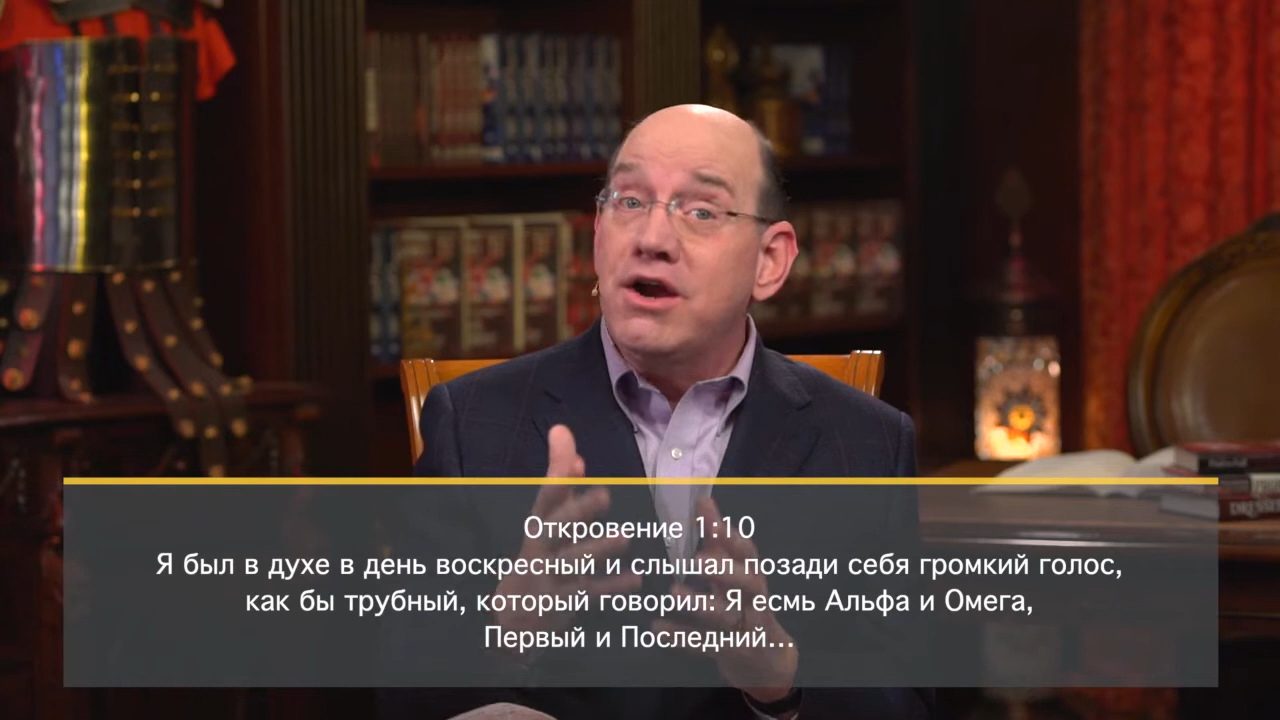 Откровение 1:10
Я был в духе в день воскресный и слышал позади себя громкий голос,
как бы трубный, который говорил: Я есмь Альфа и Омега,
Первый и Последний...